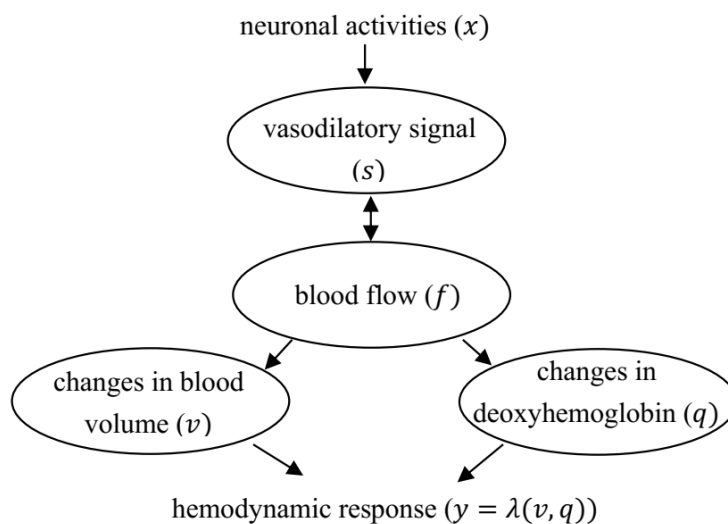 neuronal activities (𝑥)
vasodilatory signal
(𝑠)
blood flow (𝑓)
changes in blood
volume (𝑣)
changes in
deoxyhemoglobin (𝑞)
hemodynamic response (𝑦 = 𝜆(𝑣, 𝑞))